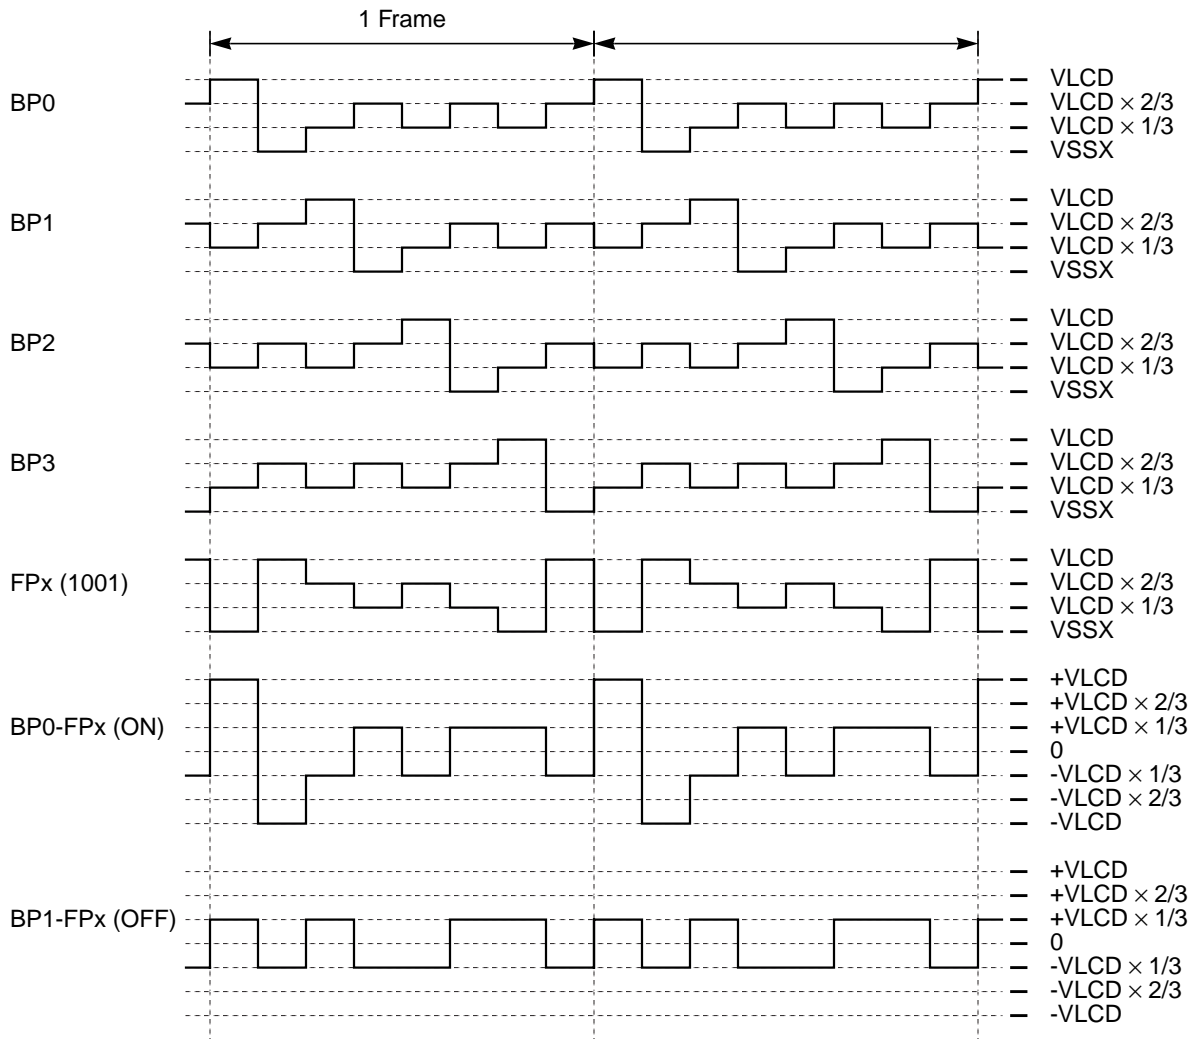 1 Frame
BP0
VLCD
VLCD × 2/3
VLCD × 1/3
VSSX
BP1
VLCD
VLCD × 2/3
VLCD × 1/3
VSSX
BP2
VLCD
VLCD × 2/3
VLCD × 1/3
VSSX
BP3
VLCD
VLCD × 2/3
VLCD × 1/3
VSSX
FPx (1001)
VLCD
VLCD × 2/3
VLCD × 1/3
VSSX
BP0-FPx (ON)
+VLCD
+VLCD × 2/3
+VLCD × 1/3
0
-VLCD × 1/3
-VLCD × 2/3
-VLCD
BP1-FPx (OFF)
+VLCD
+VLCD × 2/3
+VLCD × 1/3
0
-VLCD × 1/3
-VLCD × 2/3
-VLCD